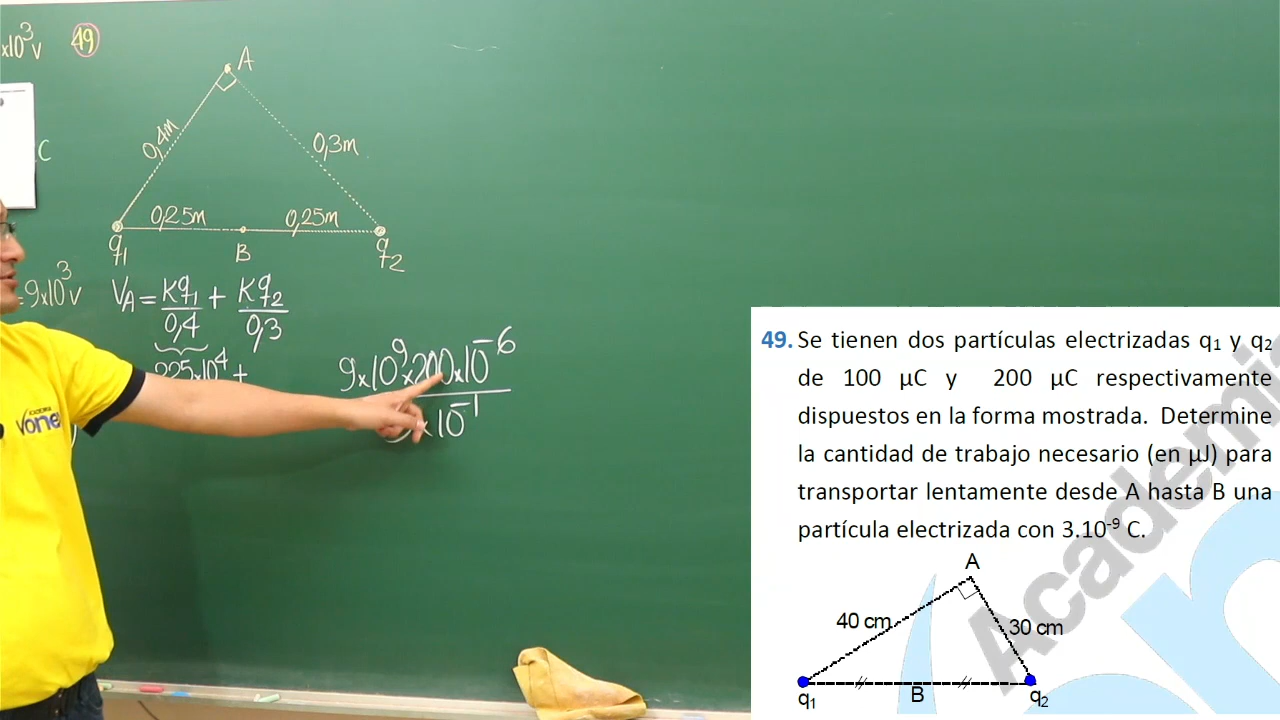 x10³v
49
A
0,4m
0,3m
C
0,25m
0,25m
q₁
B
q₂
= 9x10³v
V_A = Kq₁/0,4 + Kq₂/0,3
225x10⁴ +
9x10⁹x200x10⁻⁶
x10⁻¹
Vonex
49. Se tienen dos partículas electrizadas q₁ y q₂
de 100 μC y 200 μC respectivamente
dispuestos en la forma mostrada. Determine
la cantidad de trabajo necesario (en μJ) para
transportar lentamente desde A hasta B una
partícula electrizada con 3.10⁻⁹ C.
A
40 cm
30 cm
q₁
B
q₂